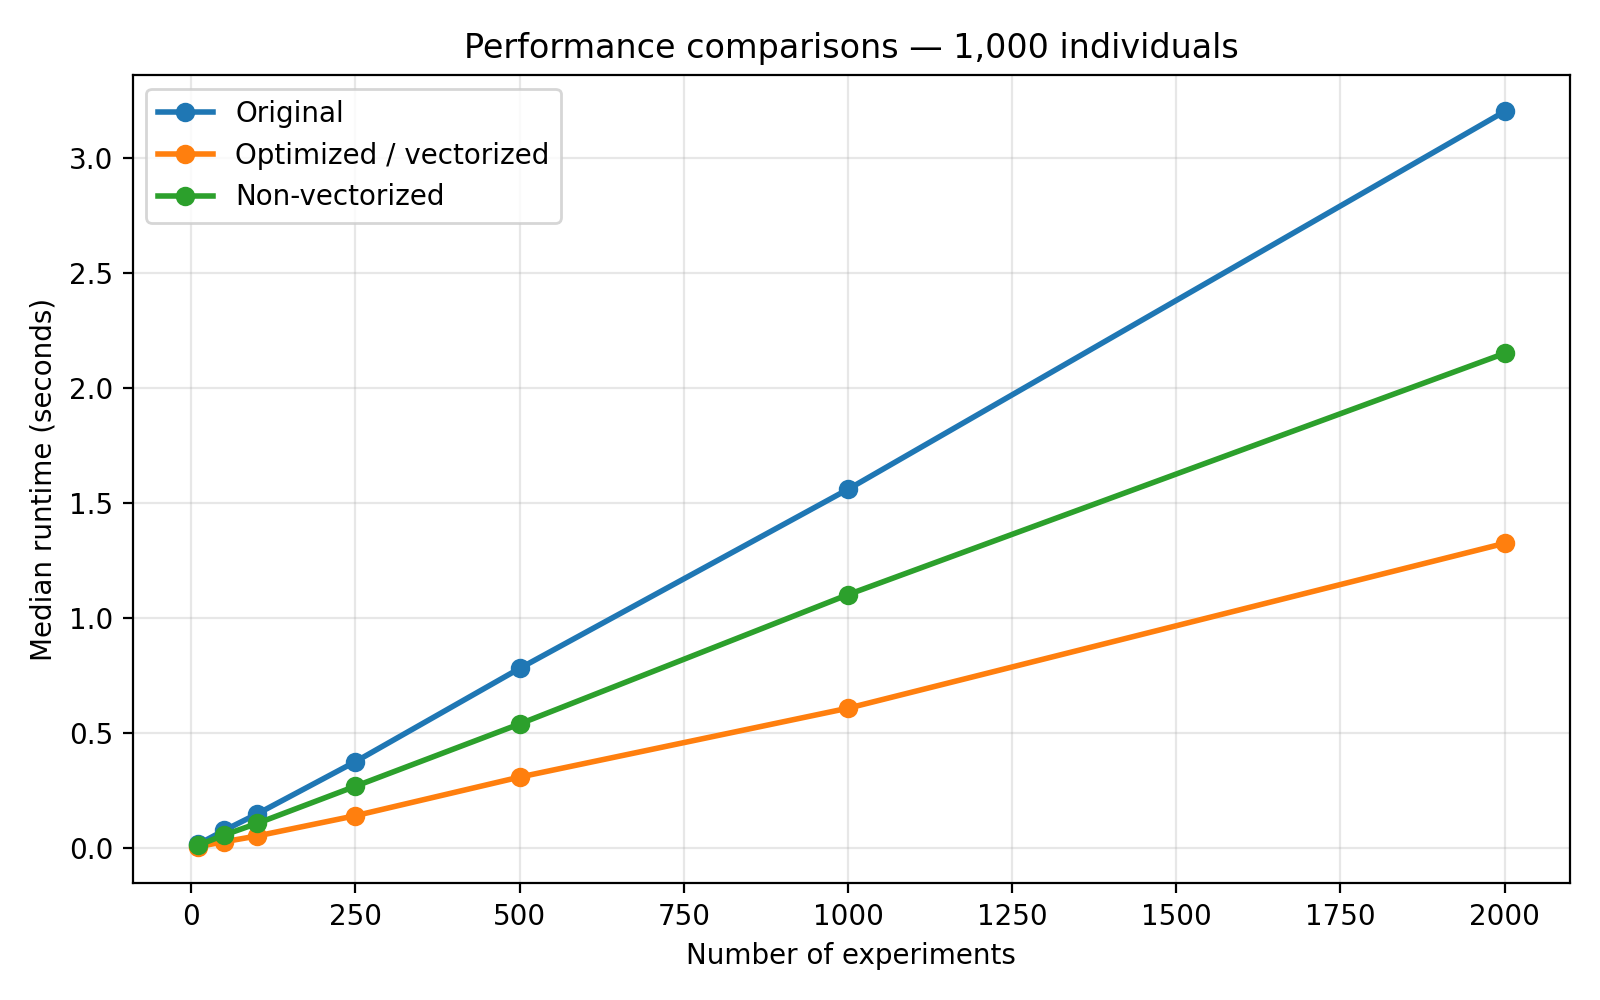 Performance comparisons — 1,000 individuals
Original
Optimized / vectorized
Non-vectorized
3.0
2.5
2.0
1.5
1.0
0.5
0.0
Median runtime (seconds)
0 250 500 750 1000 1250 1500 1750 2000
Number of experiments